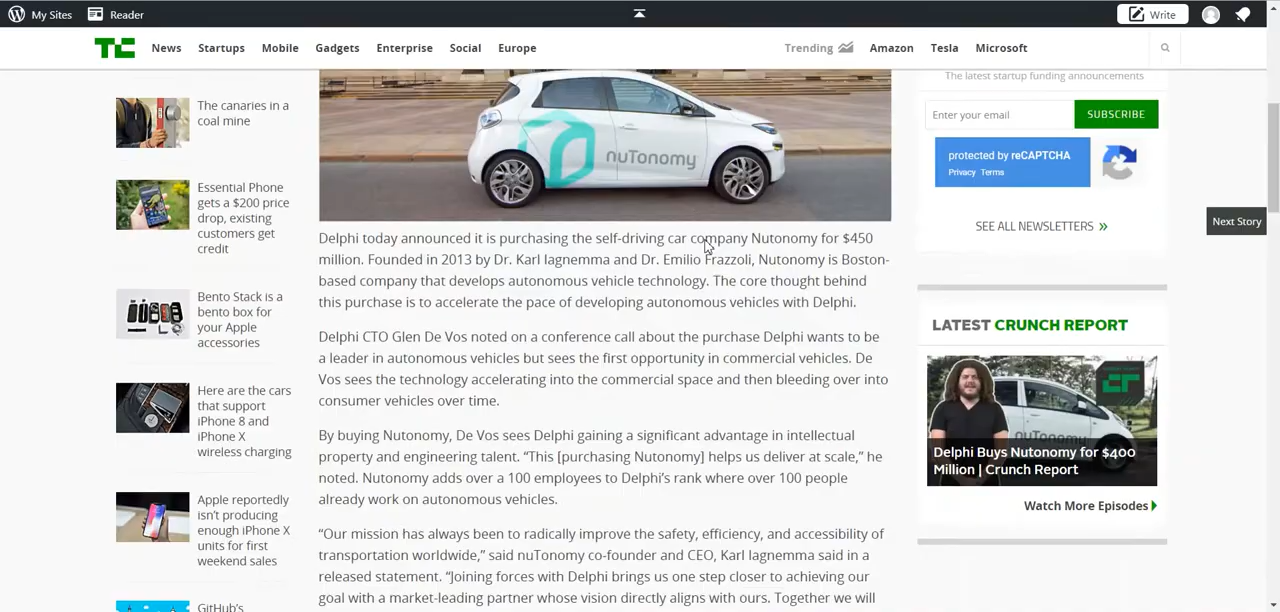 My Sites
Reader
Write
TC
News
Startups
Mobile
Gadgets
Enterprise
Social
Europe
Trending
Amazon
Tesla
Microsoft
The canaries in a
coal mine
Essential Phone
gets a $200 price
drop, existing
customers get
credit
Bento Stack is a
bento box for
your Apple
accessories
Here are the cars
that support
iPhone 8 and
iPhone X
wireless charging
Apple reportedly
isn't producing
enough iPhone X
units for first
weekend sales
GitHub's
nuTonomy
Delphi today announced it is purchasing the self-driving car company Nutonomy for $450
million. Founded in 2013 by Dr. Karl Iagnemma and Dr. Emilio Frazzoli, Nutonomy is Boston-
based company that develops autonomous vehicle technology. The core thought behind
this purchase is to accelerate the pace of developing autonomous vehicles with Delphi.
Delphi CTO Glen De Vos noted on a conference call about the purchase Delphi wants to be
a leader in autonomous vehicles but sees the first opportunity in commercial vehicles. De
Vos sees the technology accelerating into the commercial space and then bleeding over into
consumer vehicles over time.
By buying Nutonomy, De Vos sees Delphi gaining a significant advantage in intellectual
property and engineering talent. “This [purchasing Nutonomy] helps us deliver at scale,” he
noted. Nutonomy adds over a 100 employees to Delphi's rank where over 100 people
already work on autonomous vehicles.
“Our mission has always been to radically improve the safety, efficiency, and accessibility of
transportation worldwide,” said nuTonomy co-founder and CEO, Karl Iagnemma said in a
released statement. “Joining forces with Delphi brings us one step closer to achieving our
goal with a market-leading partner whose vision directly aligns with ours. Together we will
The latest startup funding announcements
Enter your email
SUBSCRIBE
protected by reCAPTCHA
Privacy Terms
SEE ALL NEWSLETTERS »
Next Story
LATEST CRUNCH REPORT
nuTonomy
Delphi Buys Nutonomy for $400
Million | Crunch Report
Watch More Episodes